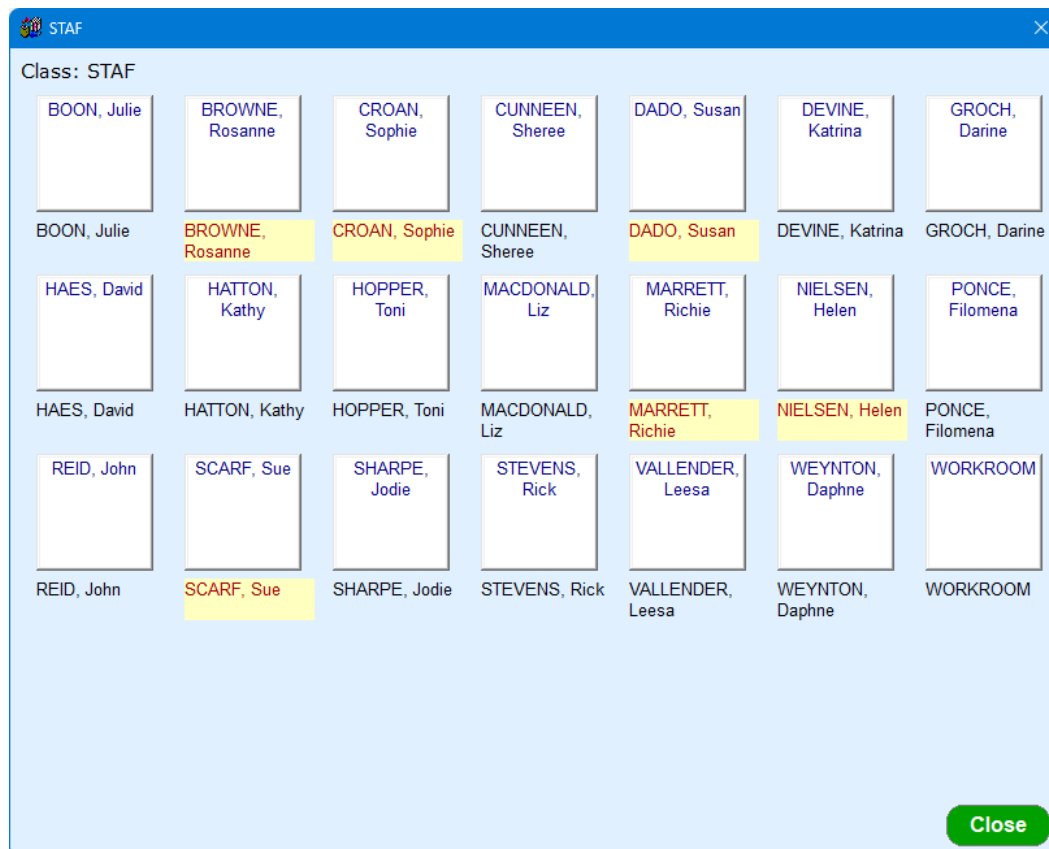 STAF
Class: STAF
BOON, Julie
BROWNE,
Rosanne
CROAN,
Sophie
CUNNEEN,
Sheree
DADO, Susan
DEVINE,
Katrina
GROCH,
Darine
BOON, Julie
BROWNE,
Rosanne
CROAN, Sophie
CUNNEEN,
Sheree
DADO, Susan
DEVINE, Katrina
GROCH, Darine
HAES, David
HATTON,
Kathy
HOPPER,
Toni
MACDONALD,
Liz
MARRETT,
Richie
NIELSEN,
Helen
PONCE,
Filomena
HAES, David
HATTON, Kathy
HOPPER, Toni
MACDONALD,
Liz
MARRETT,
Richie
NIELSEN, Helen
PONCE,
Filomena
REID, John
SCARF, Sue
SHARPE,
Jodie
STEVENS,
Rick
VALLENDER,
Leesa
WEYNTON,
Daphne
WORKROOM
REID, John
SCARF, Sue
SHARPE, Jodie
STEVENS, Rick
VALLENDER,
Leesa
WEYNTON,
Daphne
WORKROOM
Close